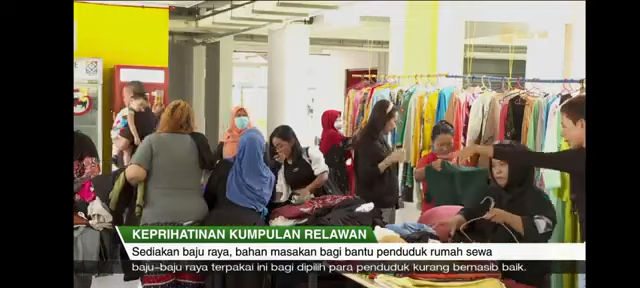 KEPRIHATINAN KUMPULAN RELAWAN
Sediakan baju raya, bahan masakan bagi bantu penduduk rumah sewa
baju-baju raya terpakai ini bagi dipilih para penduduk kurang bernasib baik.